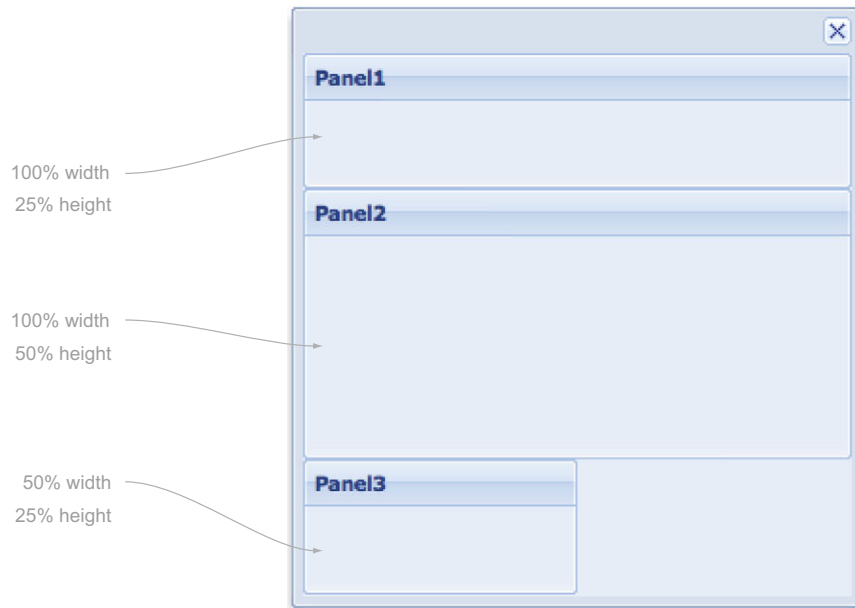 Panel1
100% width
25% height
Panel2
100% width
50% height
Panel3
50% width
25% height